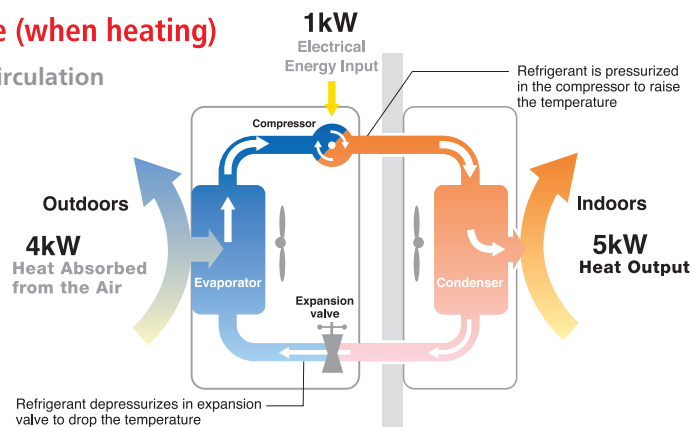 e (when heating)
irculation
1kW
Electrical
Energy Input
Refrigerant is pressurized
in the compressor to raise
the temperature
Compressor
Outdoors
4kW
Heat Absorbed
from the Air
Evaporator
Expansion
valve
Condenser
Indoors
5kW
Heat Output
Refrigerant depressurizes in expansion
valve to drop the temperature